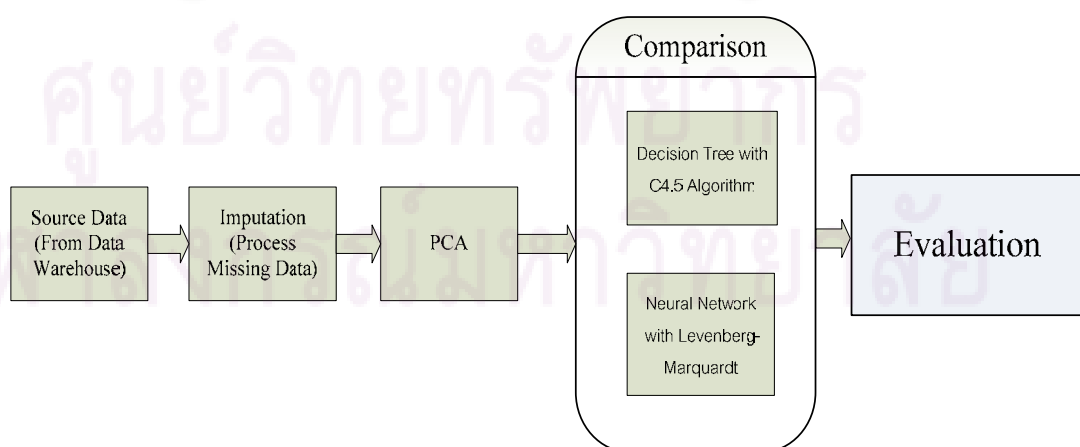 ศูนย์วิทยทรัพยากร
Comparison
Decision Tree with
C4.5 Algorithm
Source Data
(From Data
Warehouse)
Imputation
(Process
Missing Data)
PCA
Evaluation
Neural Network
with Levenberg-
Marquardt